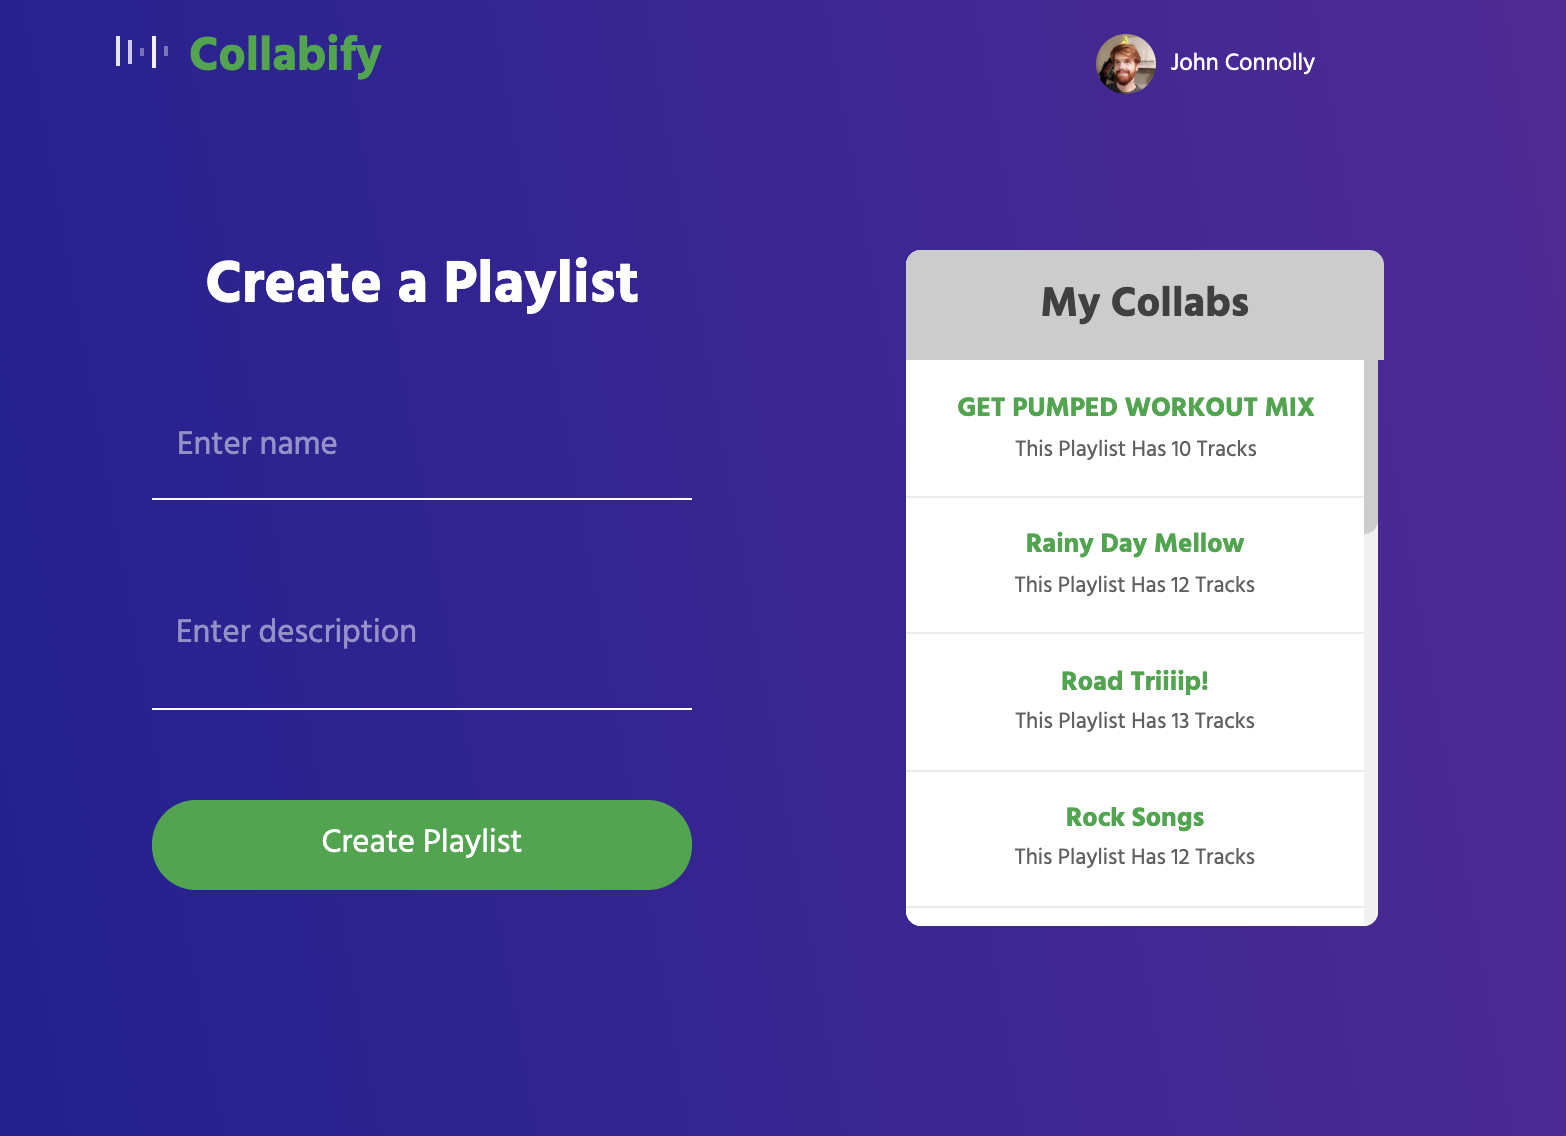 Collabify
John Connolly
Create a Playlist
Enter name
Enter description
Create Playlist
My Collabs
GET PUMPED WORKOUT MIX
This Playlist Has 10 Tracks
Rainy Day Mellow
This Playlist Has 12 Tracks
Road Triiiip!
This Playlist Has 13 Tracks
Rock Songs
This Playlist Has 12 Tracks